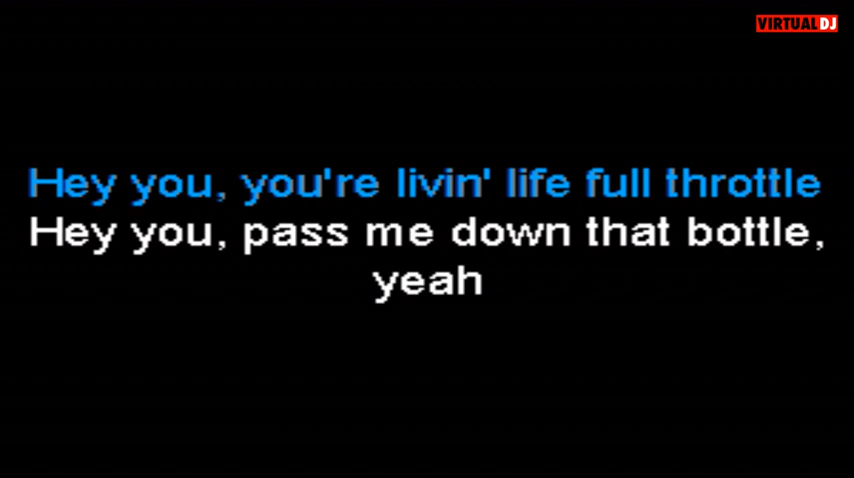 VIRTUALDJ
Hey you, you're livin' life full throttle
Hey you, pass me down that bottle,
yeah